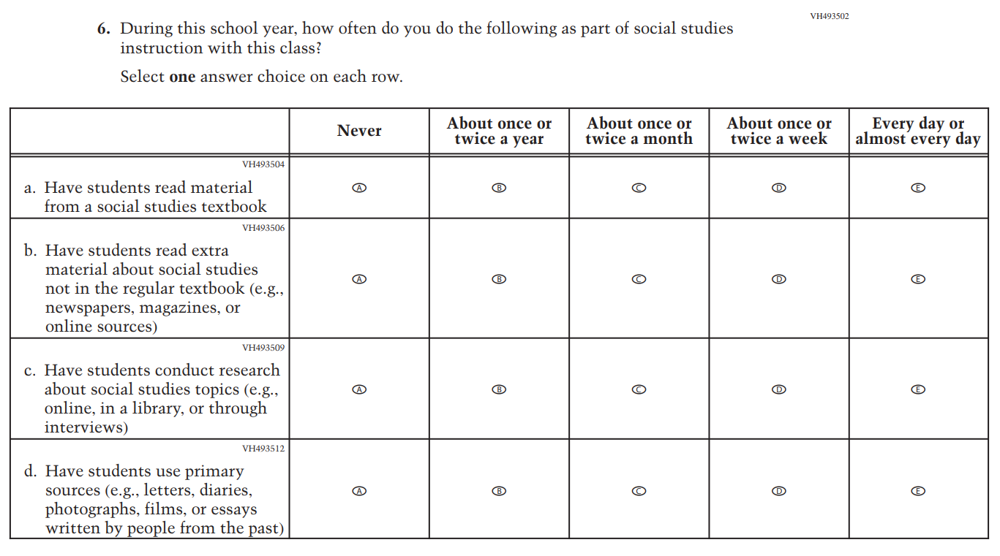 VH493502
6. During this school year, how often do you do the following as part of social studies
instruction with this class?
Select one answer choice on each row.
Never
About once or
twice a year
About once or
twice a month
About once or
twice a week
Every day or
almost every day
VH493504
a. Have students read material
from a social studies textbook
A B C D E
VH493506
b. Have students read extra
material about social studies
not in the regular textbook (e.g.,
newspapers, magazines, or
online sources)
A B C D E
VH493509
c. Have students conduct research
about social studies topics (e.g.,
online, in a library, or through
interviews)
A B C D E
VH493512
d. Have students use primary
sources (e.g., letters, diaries,
photographs, films, or essays
written by people from the past)
A B C D E